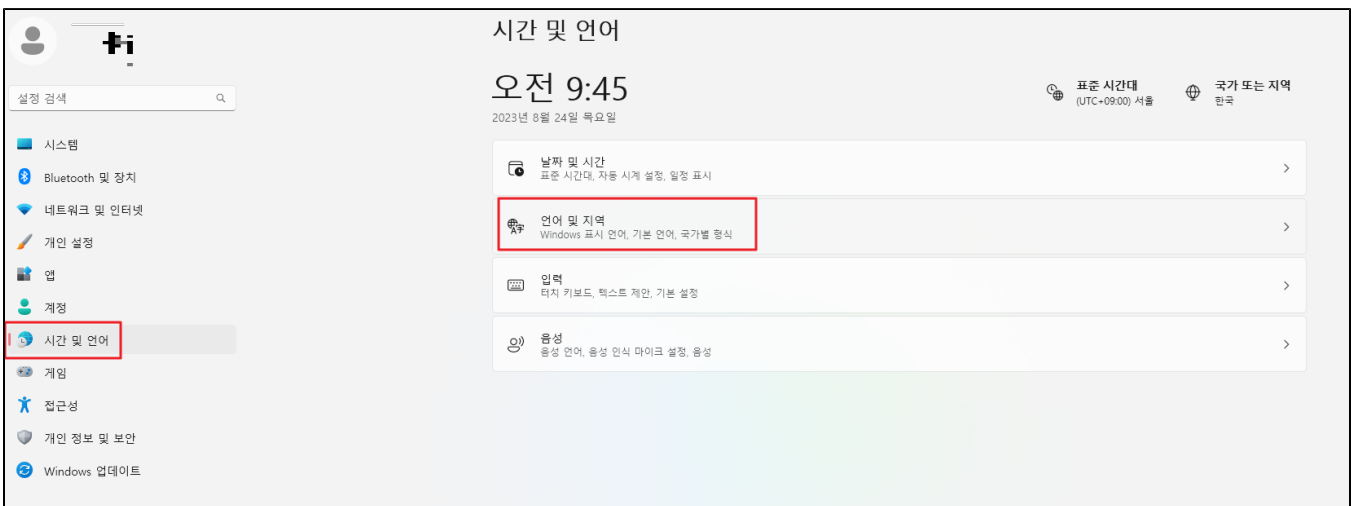 시간 및 언어
오전 9:45
2023년 8월 24일 목요일
표준 시간대
(UTC+09:00) 서울
국가 또는 지역
한국
설정 검색
시스템
Bluetooth 및 장치
네트워크 및 인터넷
개인 설정
앱
계정
시간 및 언어
게임
접근성
개인 정보 및 보안
Windows 업데이트
날짜 및 시간
표준 시간대, 자동 시계 설정, 일정 표시
언어 및 지역
Windows 표시 언어, 기본 언어, 국가별 형식
입력
터치 키보드, 텍스트 제안, 기본 설정
음성
음성 언어, 음성 인식 마이크 설정, 음성